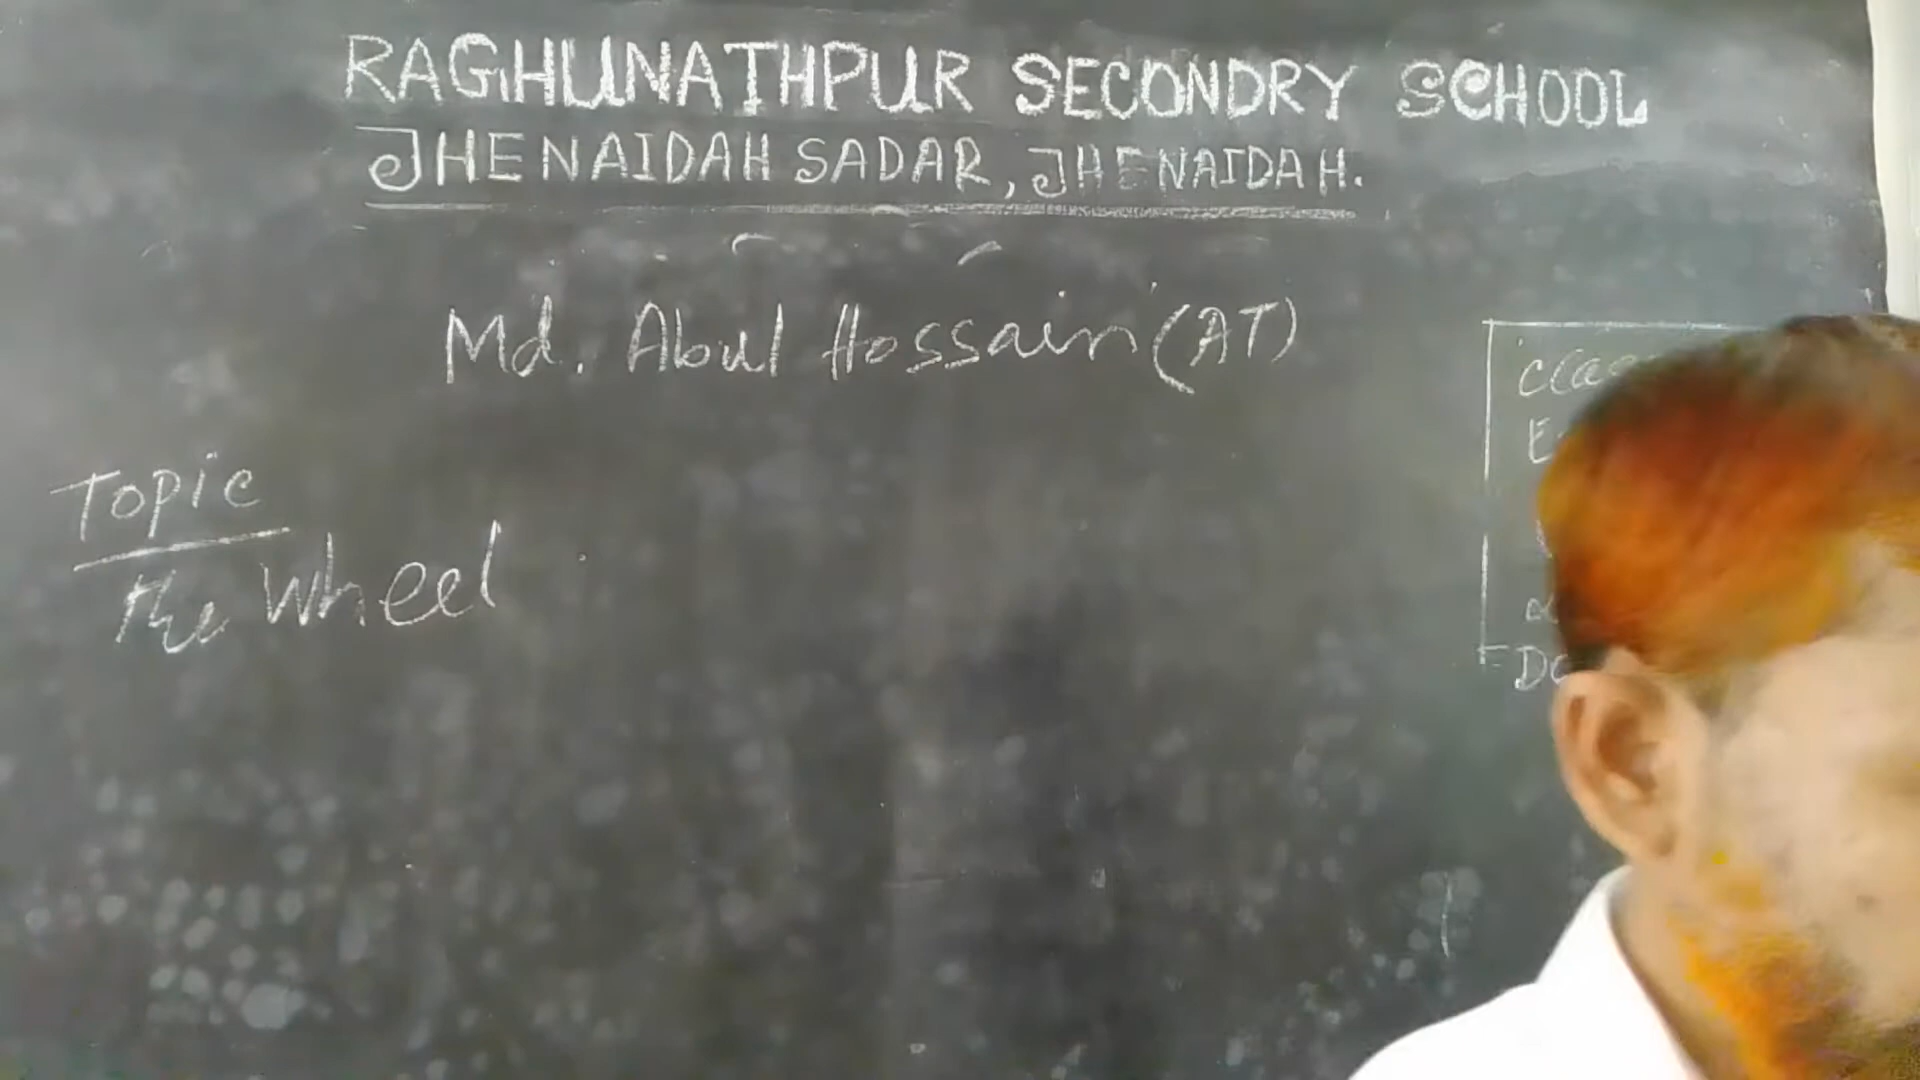 RAGHUNATHPUR SECONDRY SCHOOL
JHENAIDAH SADAR, JHENAIDAH.
Md. Abul Hossain (AT)
Topic
the Wheel